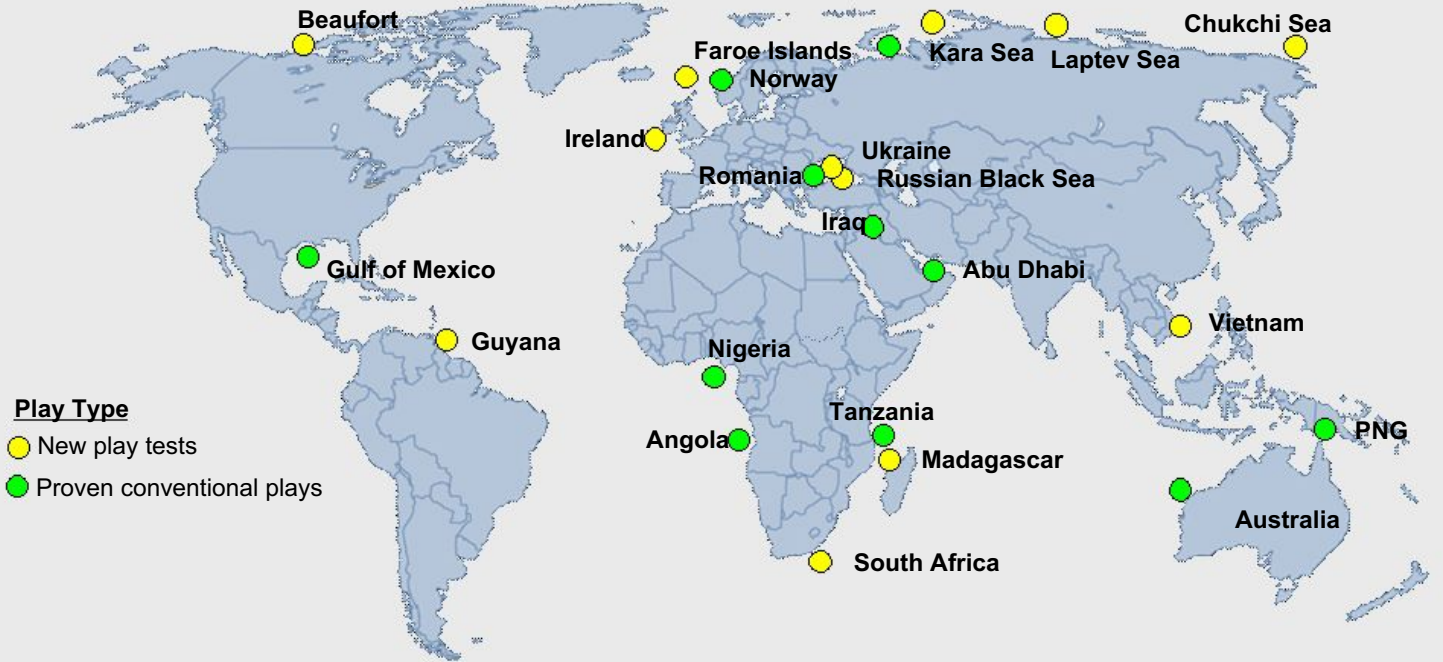 Beaufort
Chukchi Sea
Faroe Islands
Kara Sea
Laptev Sea
Norway
Ireland
Ukraine
Romania
Russian Black Sea
Iraq
Gulf of Mexico
Abu Dhabi
Vietnam
Guyana
Nigeria
Play Type
New play tests
Proven conventional plays
Tanzania
Angola
PNG
Madagascar
Australia
South Africa